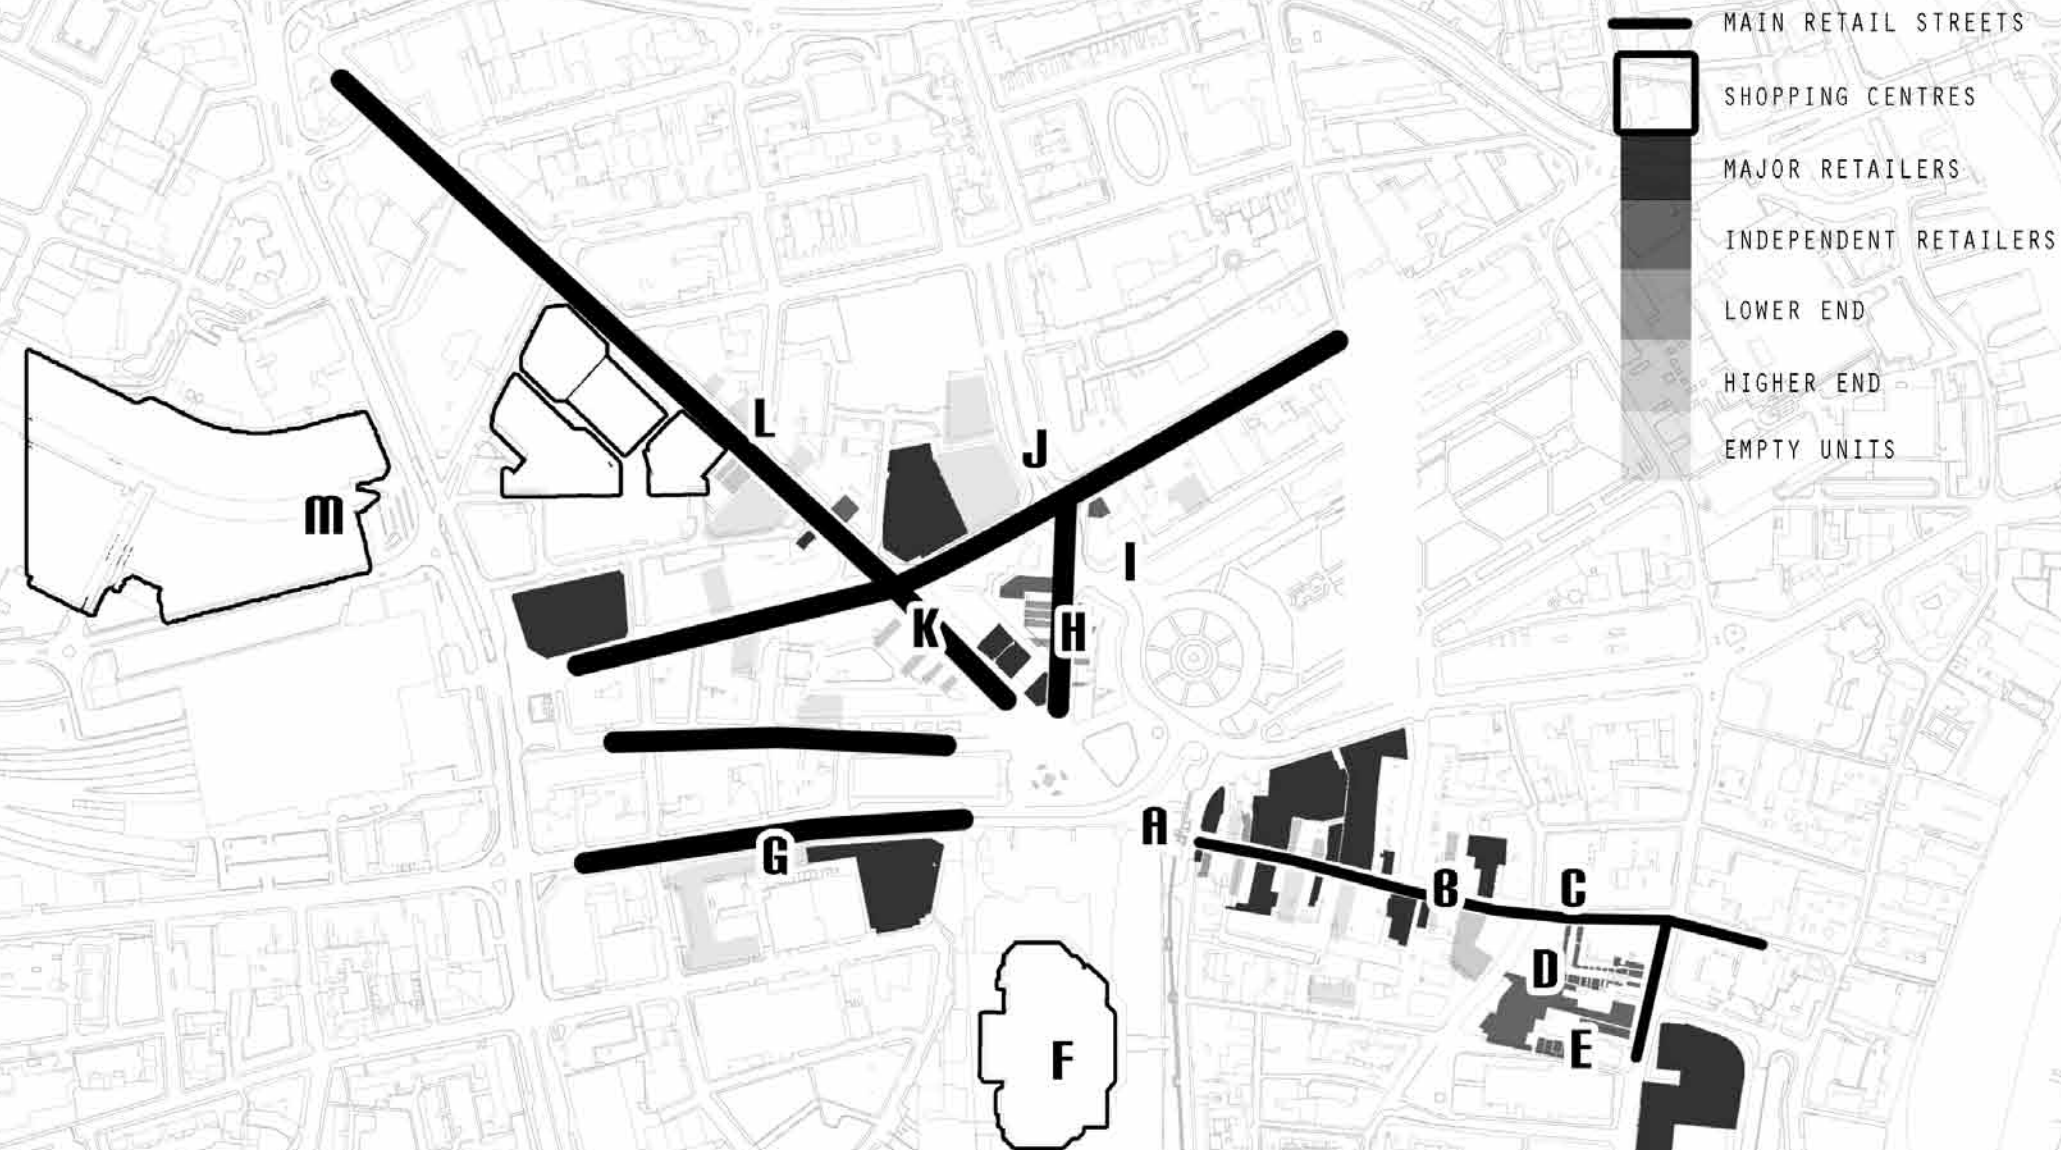 MAIN RETAIL STREETS
SHOPPING CENTRES
MAJOR RETAILERS
INDEPENDENT RETAILERS
LOWER END
HIGHER END
EMPTY UNITS
L
J
M
I
K
H
A
G
B
C
D
E
F